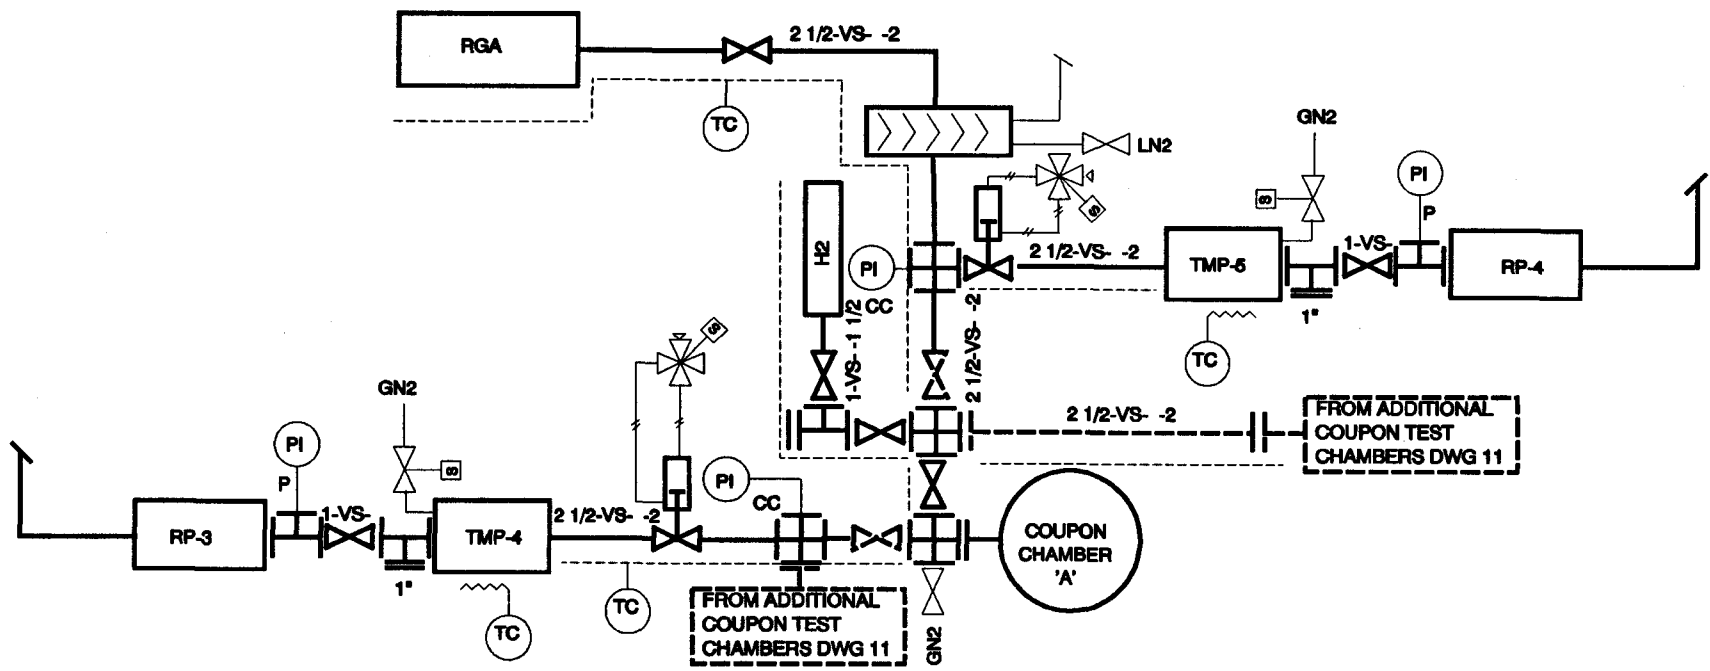 RGA
2 1/2-VS- -2
TC
LN2
GN2
PI
P
S
S
H2
PI
CC
2 1/2-VS- -2
TMP-5
1-VS-
RP-4
1"
TC
1-VS- -1 1/2
2 1/2-VS- -2
S
GN2
2 1/2-VS- -2
FROM ADDITIONAL
COUPON TEST
CHAMBERS DWG 11
PI
P
S
PI
CC
1-VS-
2 1/2-VS- -2
RP-3
TMP-4
COUPON
CHAMBER
'A'
1"
TC
TC
FROM ADDITIONAL
COUPON TEST
CHAMBERS DWG 11
GN2